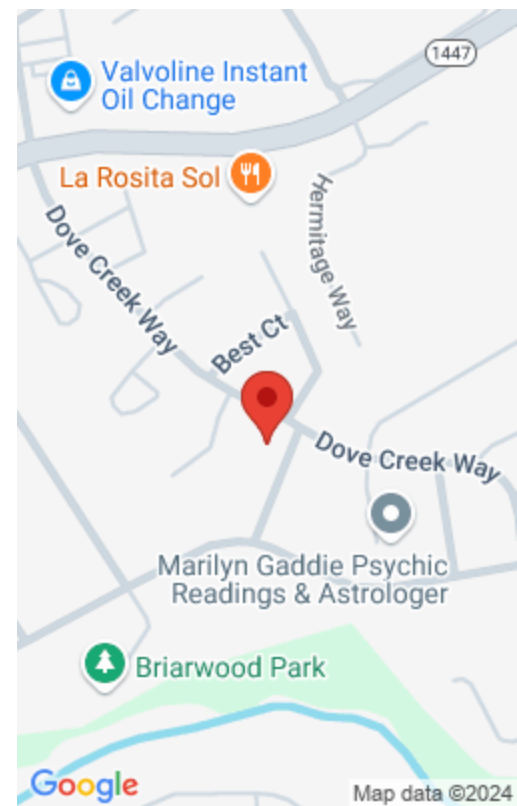 1447
Valvoline Instant
Oil Change
La Rosita Sol
Hermitage Way
Dove Creek Way
Best Ct
Dove Creek Way
Marilyn Gaddie Psychic
Readings & Astrologer
Briarwood Park
Google
Map data ©2024